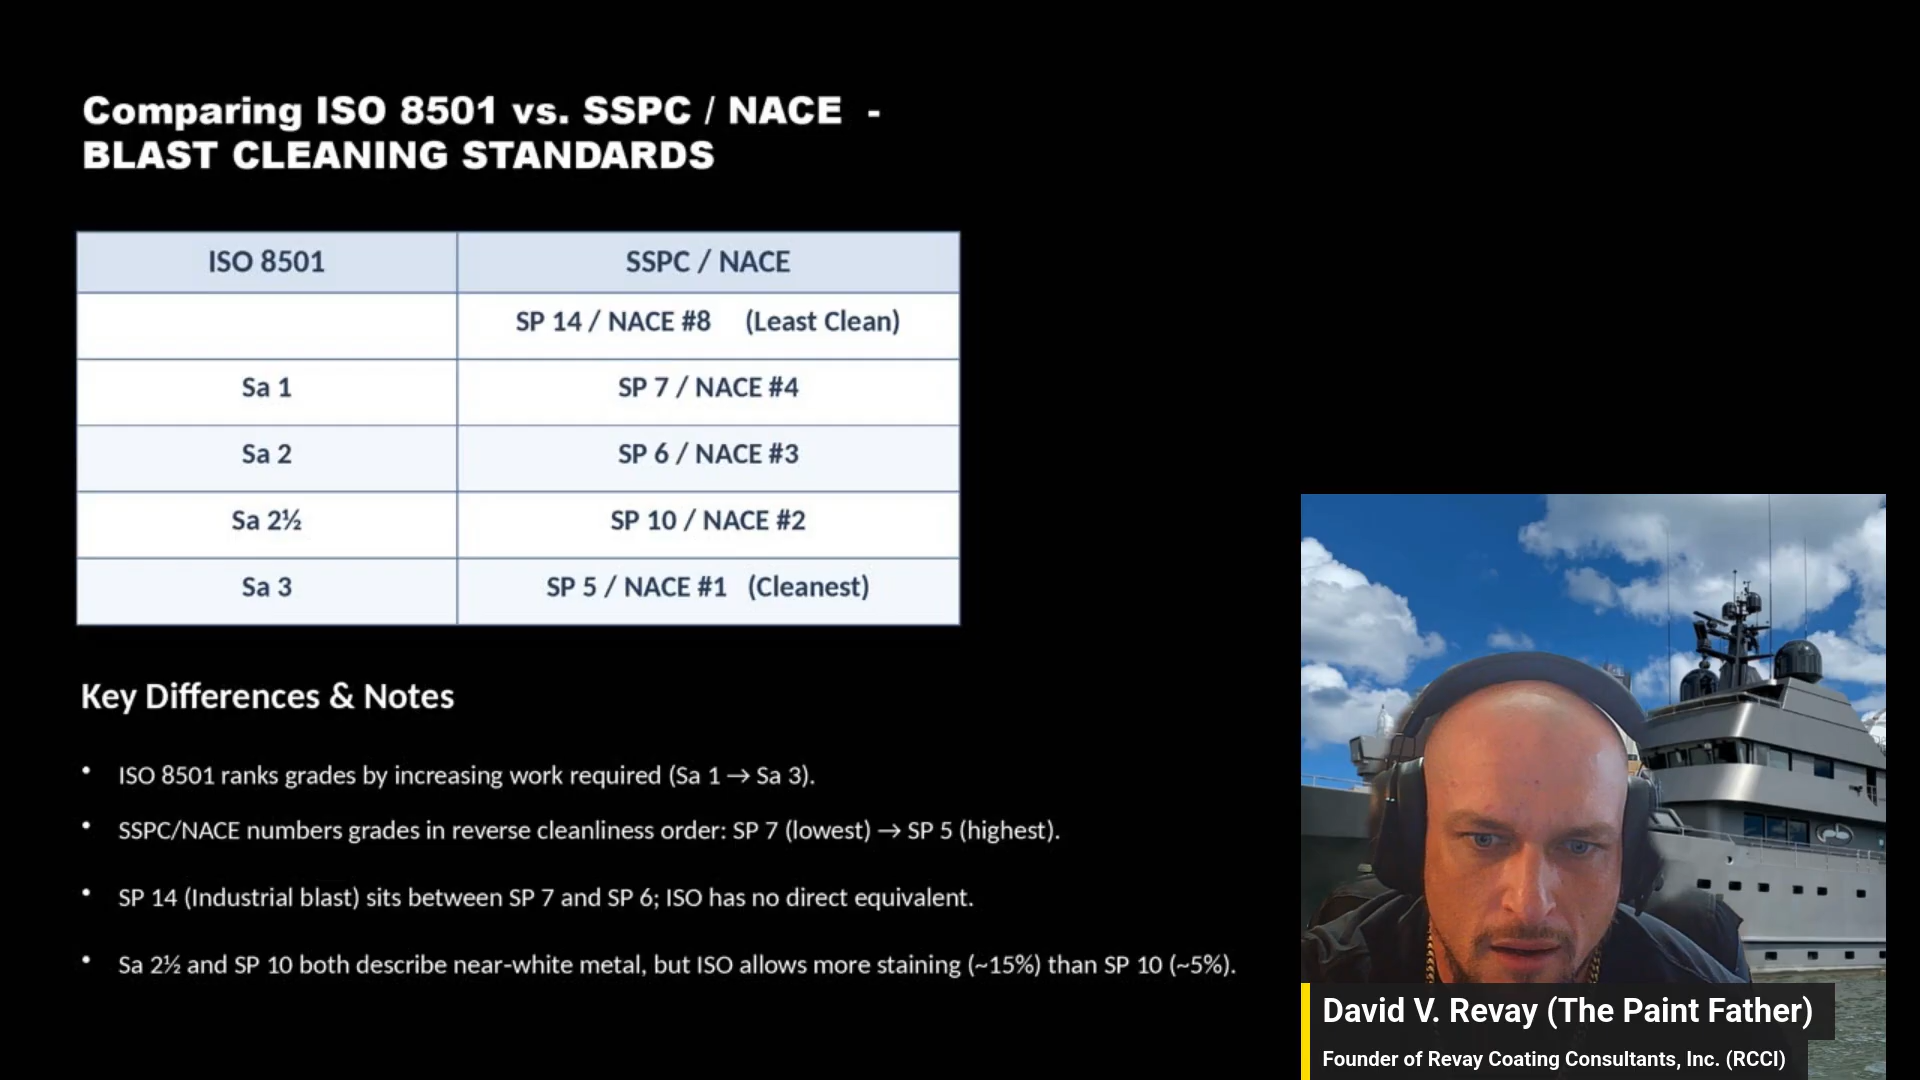 Comparing ISO 8501 vs. SSPC / NACE -
BLAST CLEANING STANDARDS
ISO 8501 SSPC / NACE
SP 14 / NACE #8 (Least Clean)
Sa 1 SP 7 / NACE #4
Sa 2 SP 6 / NACE #3
Sa 2½ SP 10 / NACE #2
Sa 3 SP 5 / NACE #1 (Cleanest)
Key Differences & Notes
• ISO 8501 ranks grades by increasing work required (Sa 1 → Sa 3).
• SSPC/NACE numbers grades in reverse cleanliness order: SP 7 (lowest) → SP 5 (highest).
• SP 14 (Industrial blast) sits between SP 7 and SP 6; ISO has no direct equivalent.
• Sa 2½ and SP 10 both describe near-white metal, but ISO allows more staining (~15%) than SP 10 (~5%).
David V. Revay (The Paint Father)
Founder of Revay Coating Consultants, Inc. (RCCI)